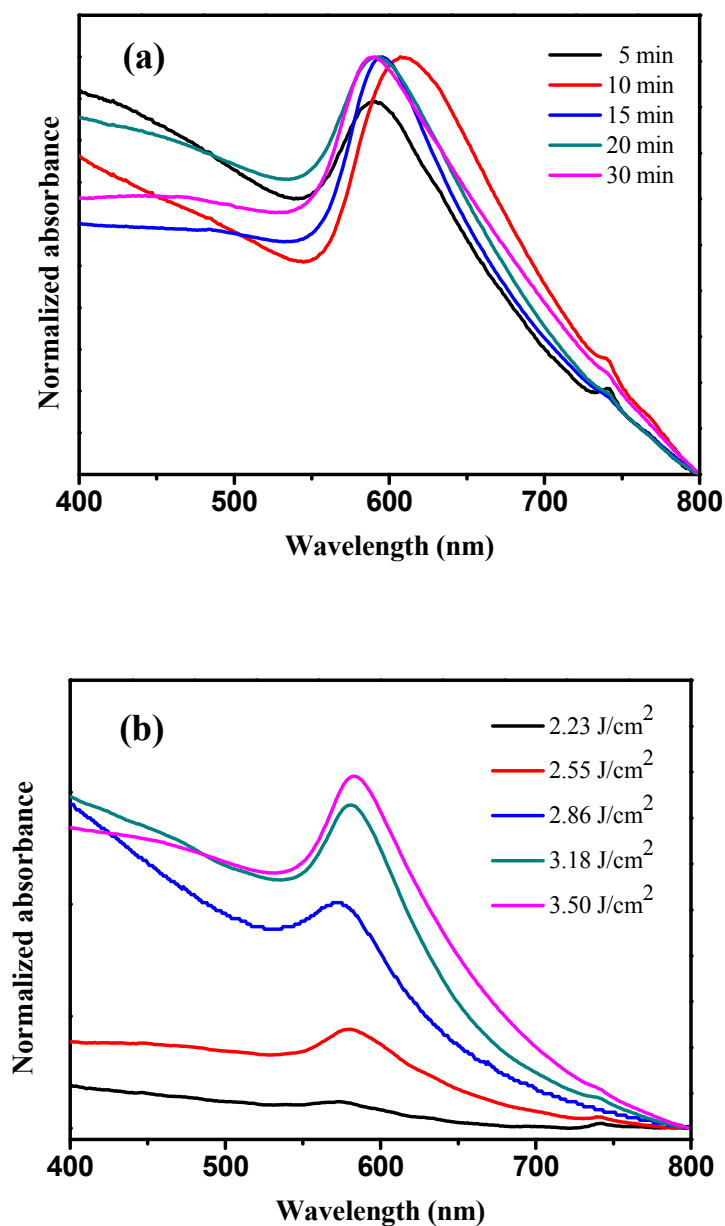 (a)
5 min
10 min
15 min
20 min
30 min
Normalized absorbance
400 500 600 700 800
Wavelength (nm)
(b)
2.23 J/cm²
2.55 J/cm²
2.86 J/cm²
3.18 J/cm²
3.50 J/cm²
Normalized absorbance
400 500 600 700 800
Wavelength (nm)